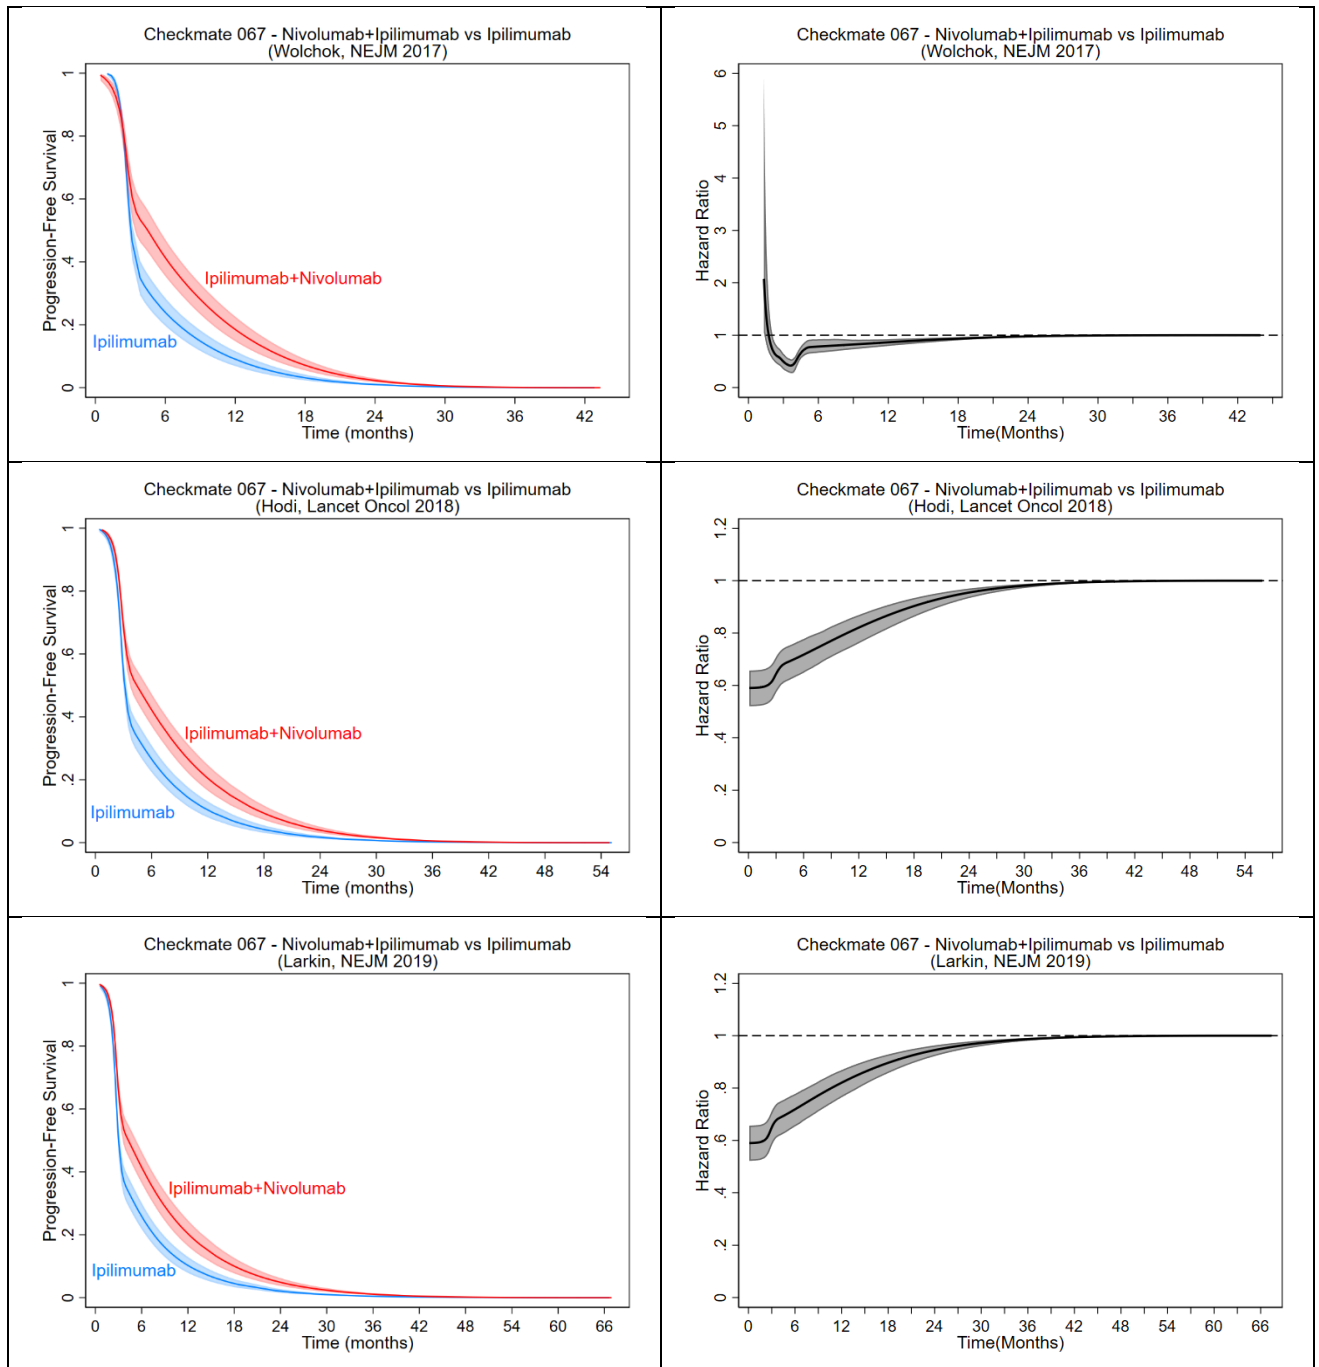 Checkmate 067 - Nivolumab+Ipilimumab vs Ipilimumab
(Wolchok, NEJM 2017)
Progression-Free Survival
1
.8
.6
.4
.2
0
Ipilimumab+Nivolumab
Ipilimumab
0 6 12 18 24 30 36 42
Time (months)
Checkmate 067 - Nivolumab+Ipilimumab vs Ipilimumab
(Wolchok, NEJM 2017)
Hazard Ratio
6
5
4
3
2
1
0
0 6 12 18 24 30 36 42
Time(Months)
Checkmate 067 - Nivolumab+Ipilimumab vs Ipilimumab
(Hodi, Lancet Oncol 2018)
Progression-Free Survival
1
.8
.6
.4
.2
0
Ipilimumab+Nivolumab
Ipilimumab
0 6 12 18 24 30 36 42 48 54
Time (months)
Checkmate 067 - Nivolumab+Ipilimumab vs Ipilimumab
(Hodi, Lancet Oncol 2018)
Hazard Ratio
1.2
1
.8
.6
.4
.2
0
0 6 12 18 24 30 36 42 48 54
Time(Months)
Checkmate 067 - Nivolumab+Ipilimumab vs Ipilimumab
(Larkin, NEJM 2019)
Progression-Free Survival
1
.8
.6
.4
.2
0
Ipilimumab+Nivolumab
Ipilimumab
0 6 12 18 24 30 36 42 48 54 60 66
Time (months)
Checkmate 067 - Nivolumab+Ipilimumab vs Ipilimumab
(Larkin, NEJM 2019)
Hazard Ratio
1.2
1
.8
.6
.4
.2
0
0 6 12 18 24 30 36 42 48 54 60 66
Time(Months)